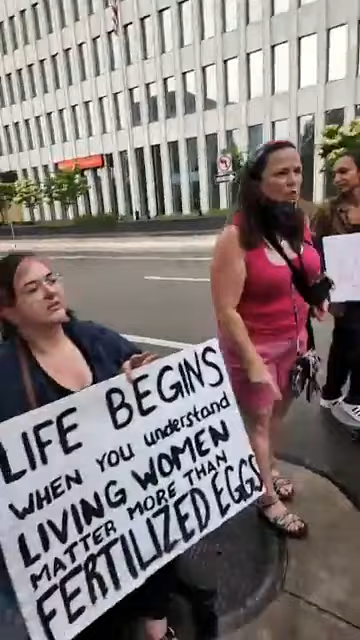 LIFE BEGINS
WHEN YOU understand
LIVING WOMEN
MATTER MORE THAN
FERTILIZED EGGS